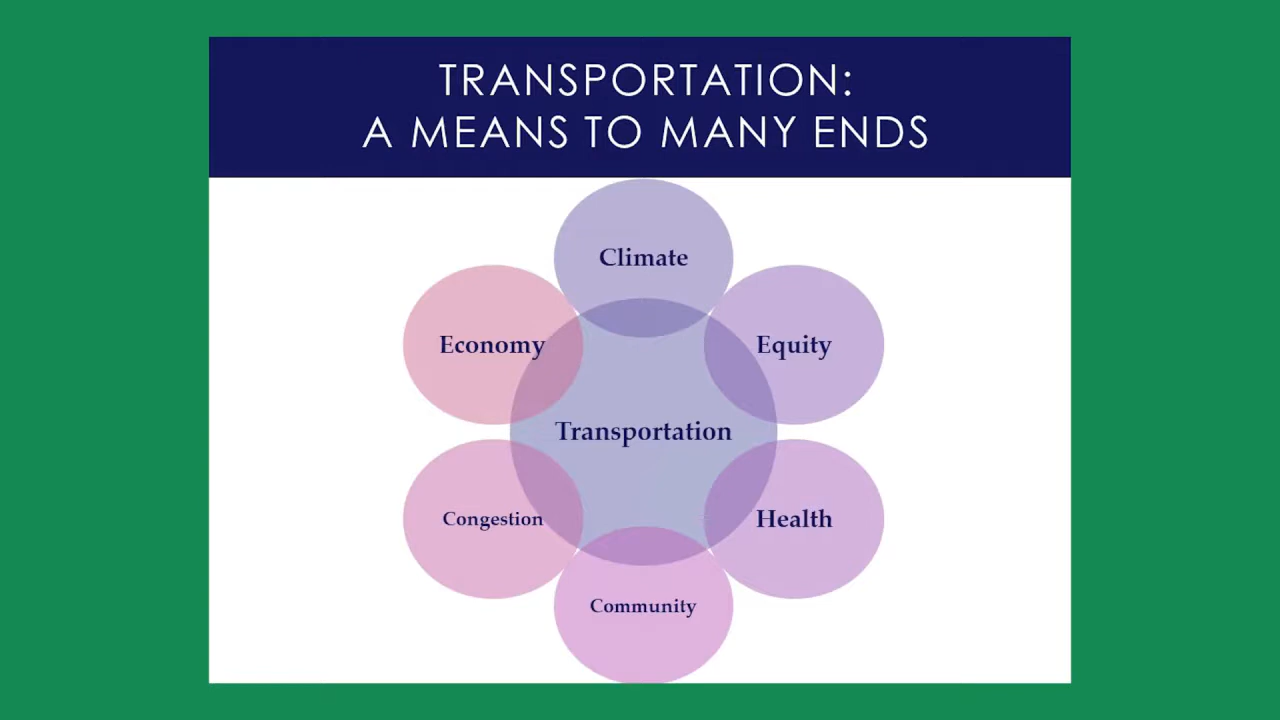 TRANSPORTATION:
A MEANS TO MANY ENDS
Climate
Economy
Equity
Transportation
Congestion
Health
Community